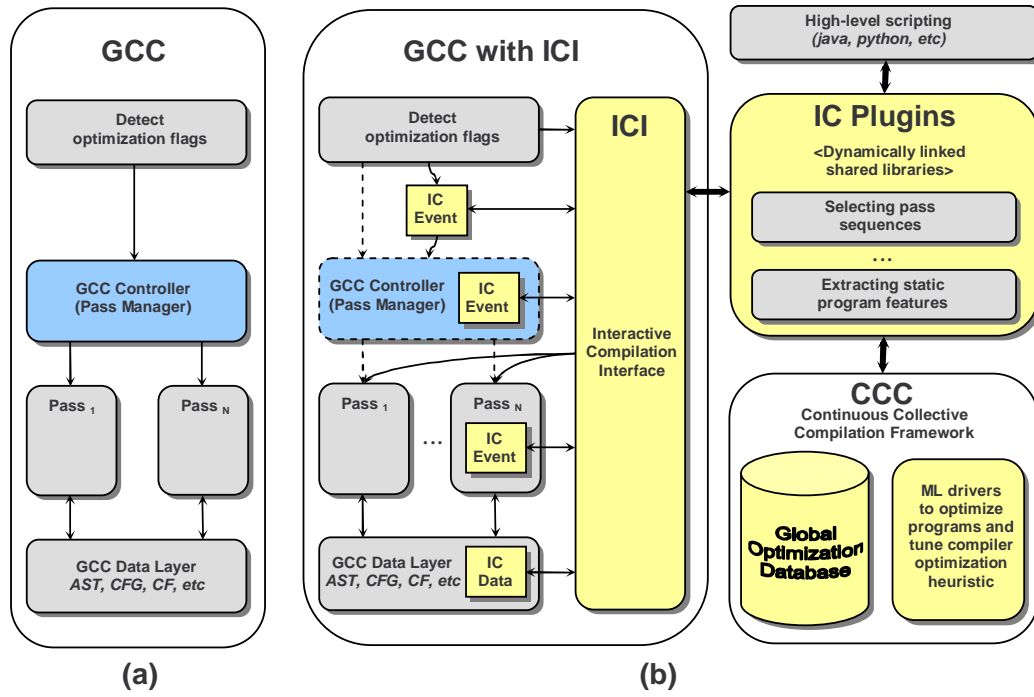 GCC
Detect
optimization flags
GCC Controller
(Pass Manager)
Pass 1
Pass N
GCC Data Layer
AST, CFG, CF, etc
(a)
GCC with ICI
Detect
optimization flags
IC
Event
GCC Controller
(Pass Manager)
IC
Event
Pass 1
...
Pass N
IC
Event
GCC Data Layer
AST, CFG, CF, etc
IC
Data
ICI
Interactive
Compilation
Interface
High-level scripting
(java, python, etc)
IC Plugins
<Dynamically linked
shared libraries>
Selecting pass
sequences
...
Extracting static
program features
CCC
Continuous Collective
Compilation Framework
Global
Optimization
Database
ML drivers
to optimize
programs and
tune compiler
optimization
heuristic
(b)